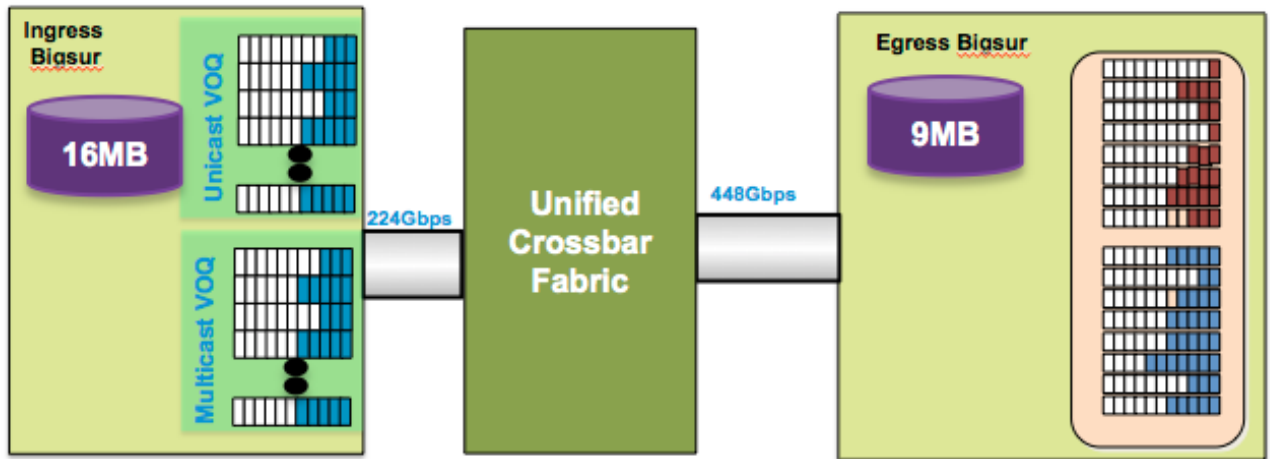 Ingress
Bigsur
16MB
Unicast VOQ
Multicast VOQ
224Gbps
Unified
Crossbar
Fabric
448Gbps
Egress Bigsur
9MB